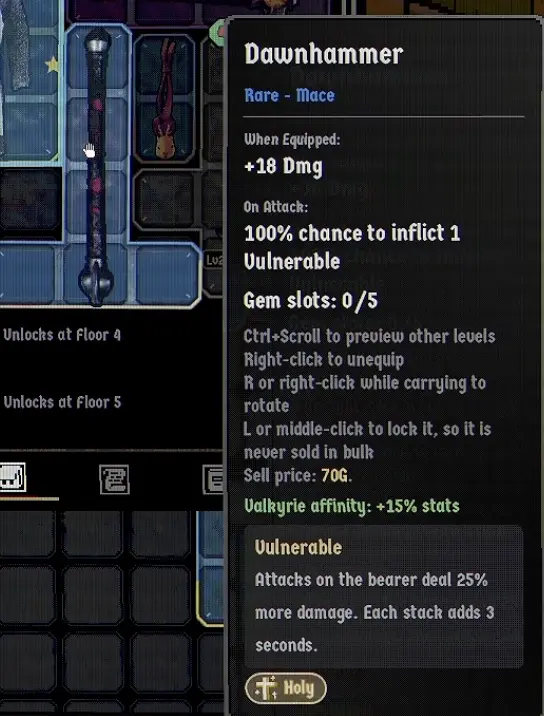 Dawnhammer
Rare - Mace
When Equipped:
+18 Dmg
On Attack:
100% chance to inflict 1
Vulnerable
Gem slots: 0/5
Ctrl+Scroll to preview other levels
Right-click to unequip
R or right-click while carrying to
rotate
L or middle-click to lock it, so it is
never sold in bulk
Sell price: 70G.
Valkyrie affinity: +15% stats
Vulnerable
Attacks on the bearer deal 25%
more damage. Each stack adds 3
seconds.
Holy
Lv2
Unlocks at Floor 4
Unlocks at Floor 5